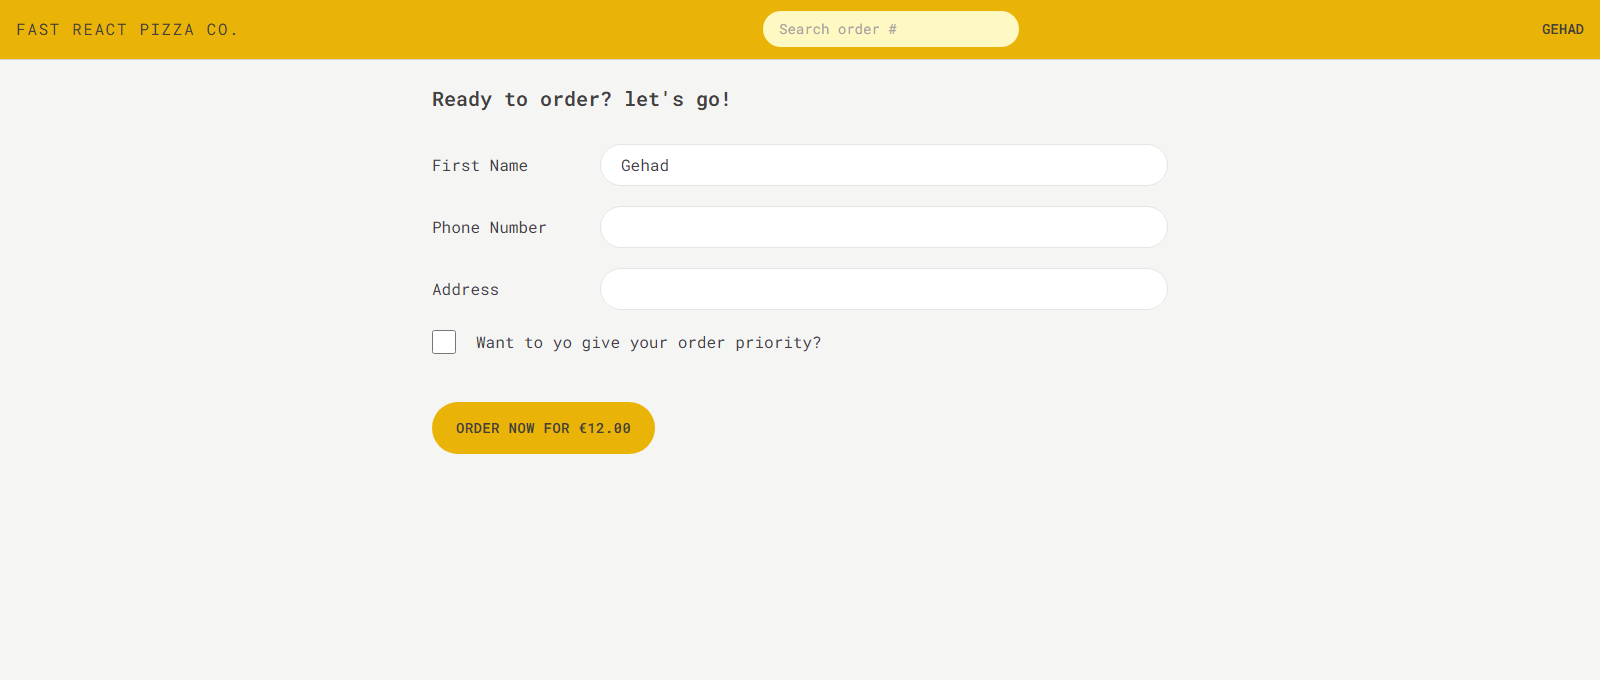 FAST REACT PIZZA CO.
Search order #
GEHAD
Ready to order? let's go!
First Name
Gehad
Phone Number
Address
Want to yo give your order priority?
ORDER NOW FOR €12.00